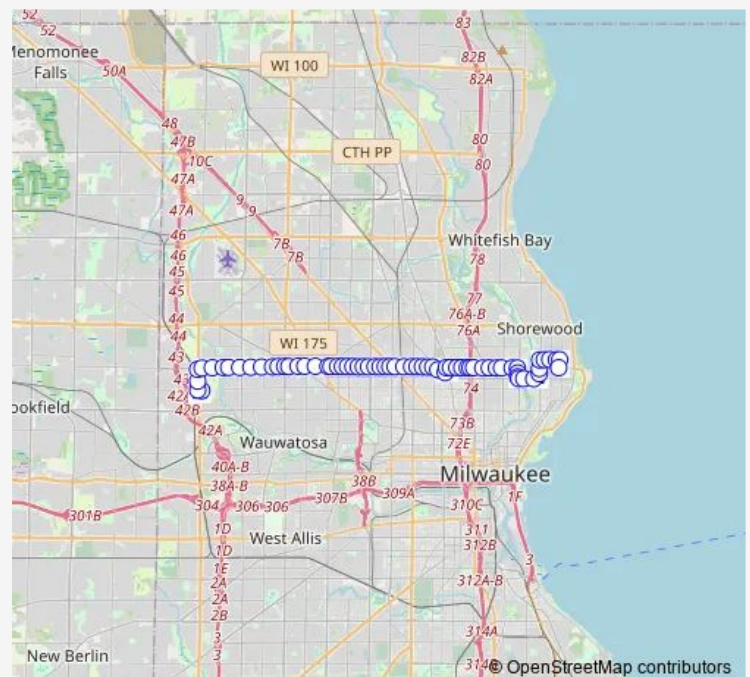 52
83
Menomonee
Falls
50A
WI 100
82B
82A
48
47B
10C
CTH PP
80
80
47A
9
9
47A
46
7B
7B
Whitefish Bay
46
45
78
45
77
44
76A-B
44
WI 175
76A
Shorewood
43
42A
74
42B
ookfield
42A
73B
Wauwatosa
72E
40A-B
38A-B
38B
Milwaukee
304
306
306
307B
309A
1F
301B
310C
1D
West Allis
311
1D
312B
1E
3
2A
312A-B
2A
2B
3
314A
New Berlin
3
314
© OpenStreetMap contributors